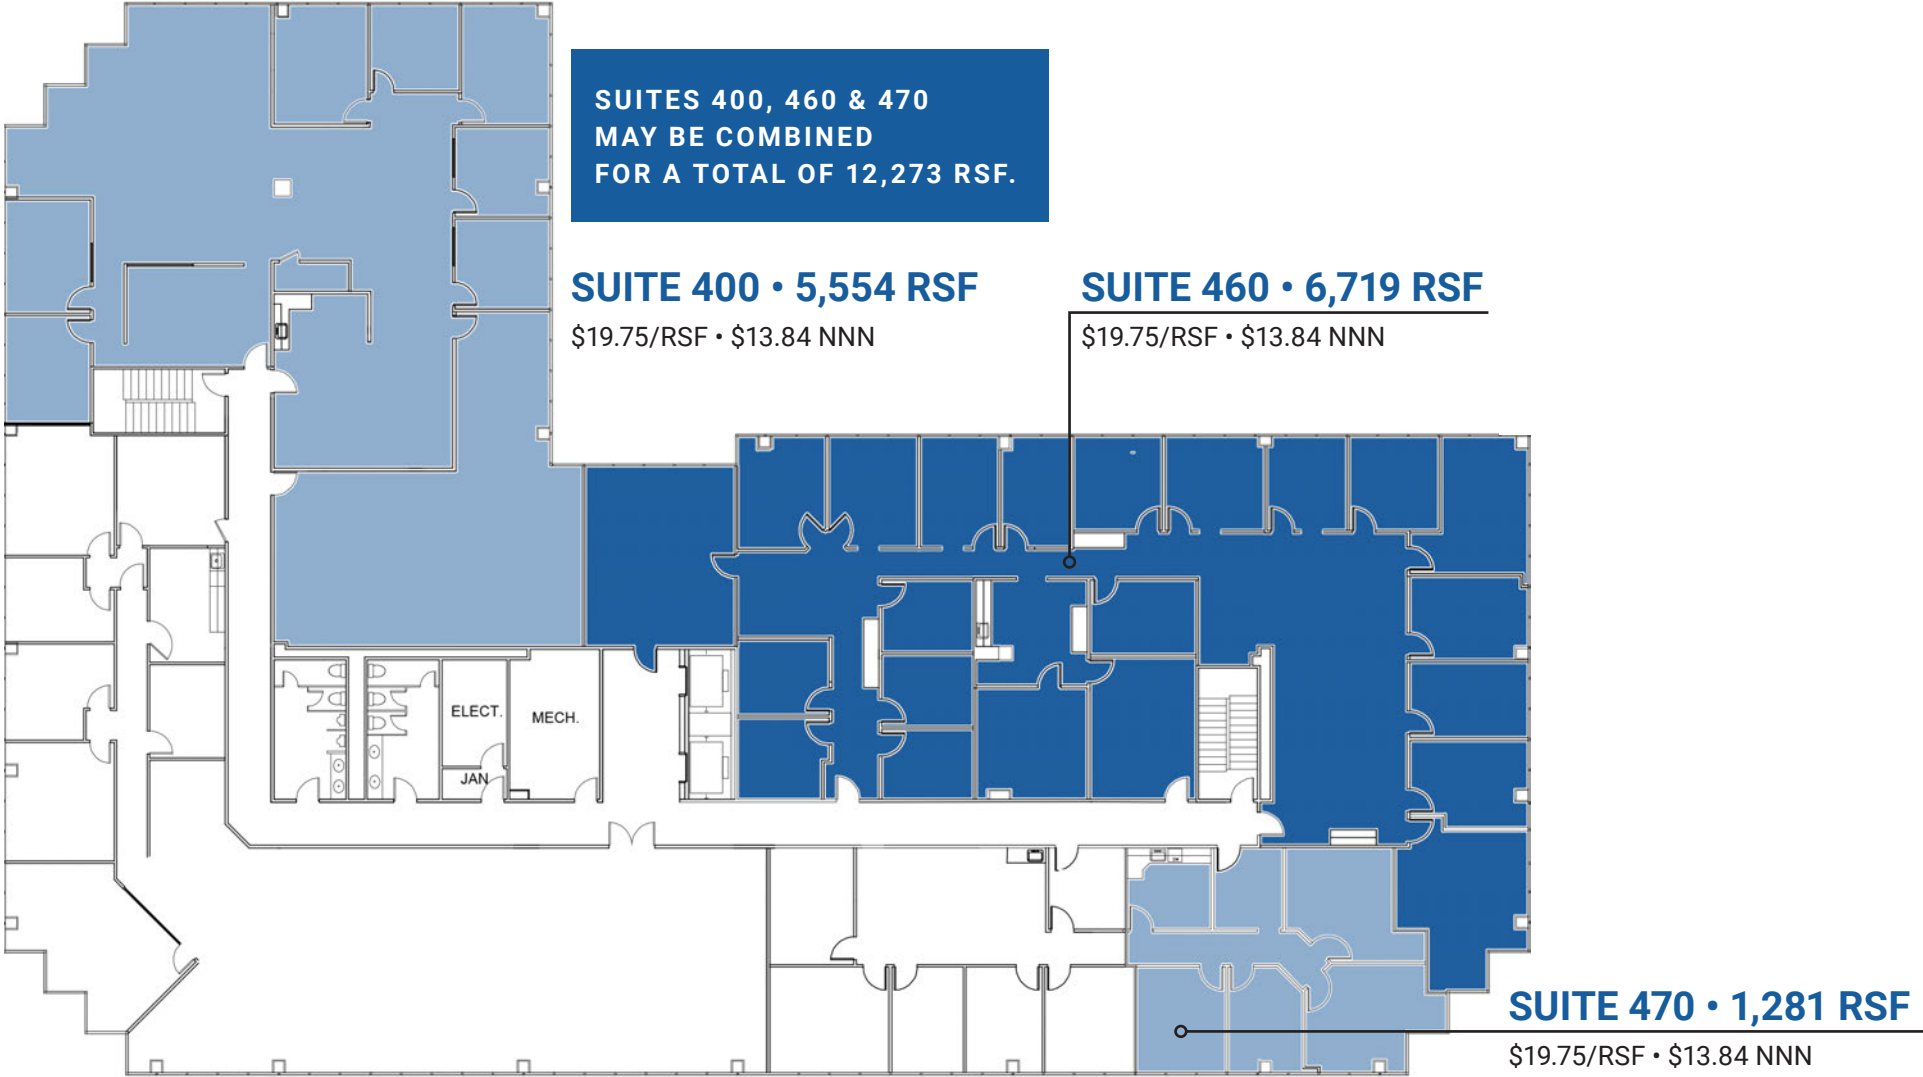 SUITES 400, 460 & 470
MAY BE COMBINED
FOR A TOTAL OF 12,273 RSF.
SUITE 400 • 5,554 RSF
$19.75/RSF • $13.84 NNN
SUITE 460 • 6,719 RSF
$19.75/RSF • $13.84 NNN
ELECT.
MECH.
JAN
SUITE 470 • 1,281 RSF
$19.75/RSF • $13.84 NNN